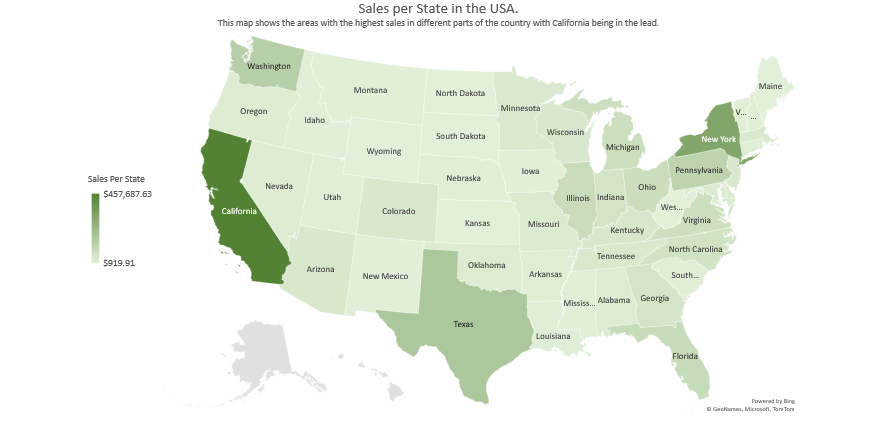 Sales per State in the USA.
This map shows the areas with the highest sales in different parts of the country with California being in the lead.
Washington
Maine
Montana
North Dakota
Minnesota
Oregon
Idaho
V...
...
South Dakota
Wisconsin
New York
Michigan
Wyoming
Iowa
Pennsylvania
Sales Per State
Nebraska
Nevada
Ohio
$457,687.63
Utah
Illinois
Indiana
California
Colorado
Wes...
Virginia
Kansas
Missouri
Kentucky
North Carolina
Tennessee
$919.91
Arizona
New Mexico
Oklahoma
Arkansas
South...
Mississ...
Alabama
Georgia
Texas
Louisiana
Florida
Powered by Bing
© GeoNames, Microsoft, TomTom